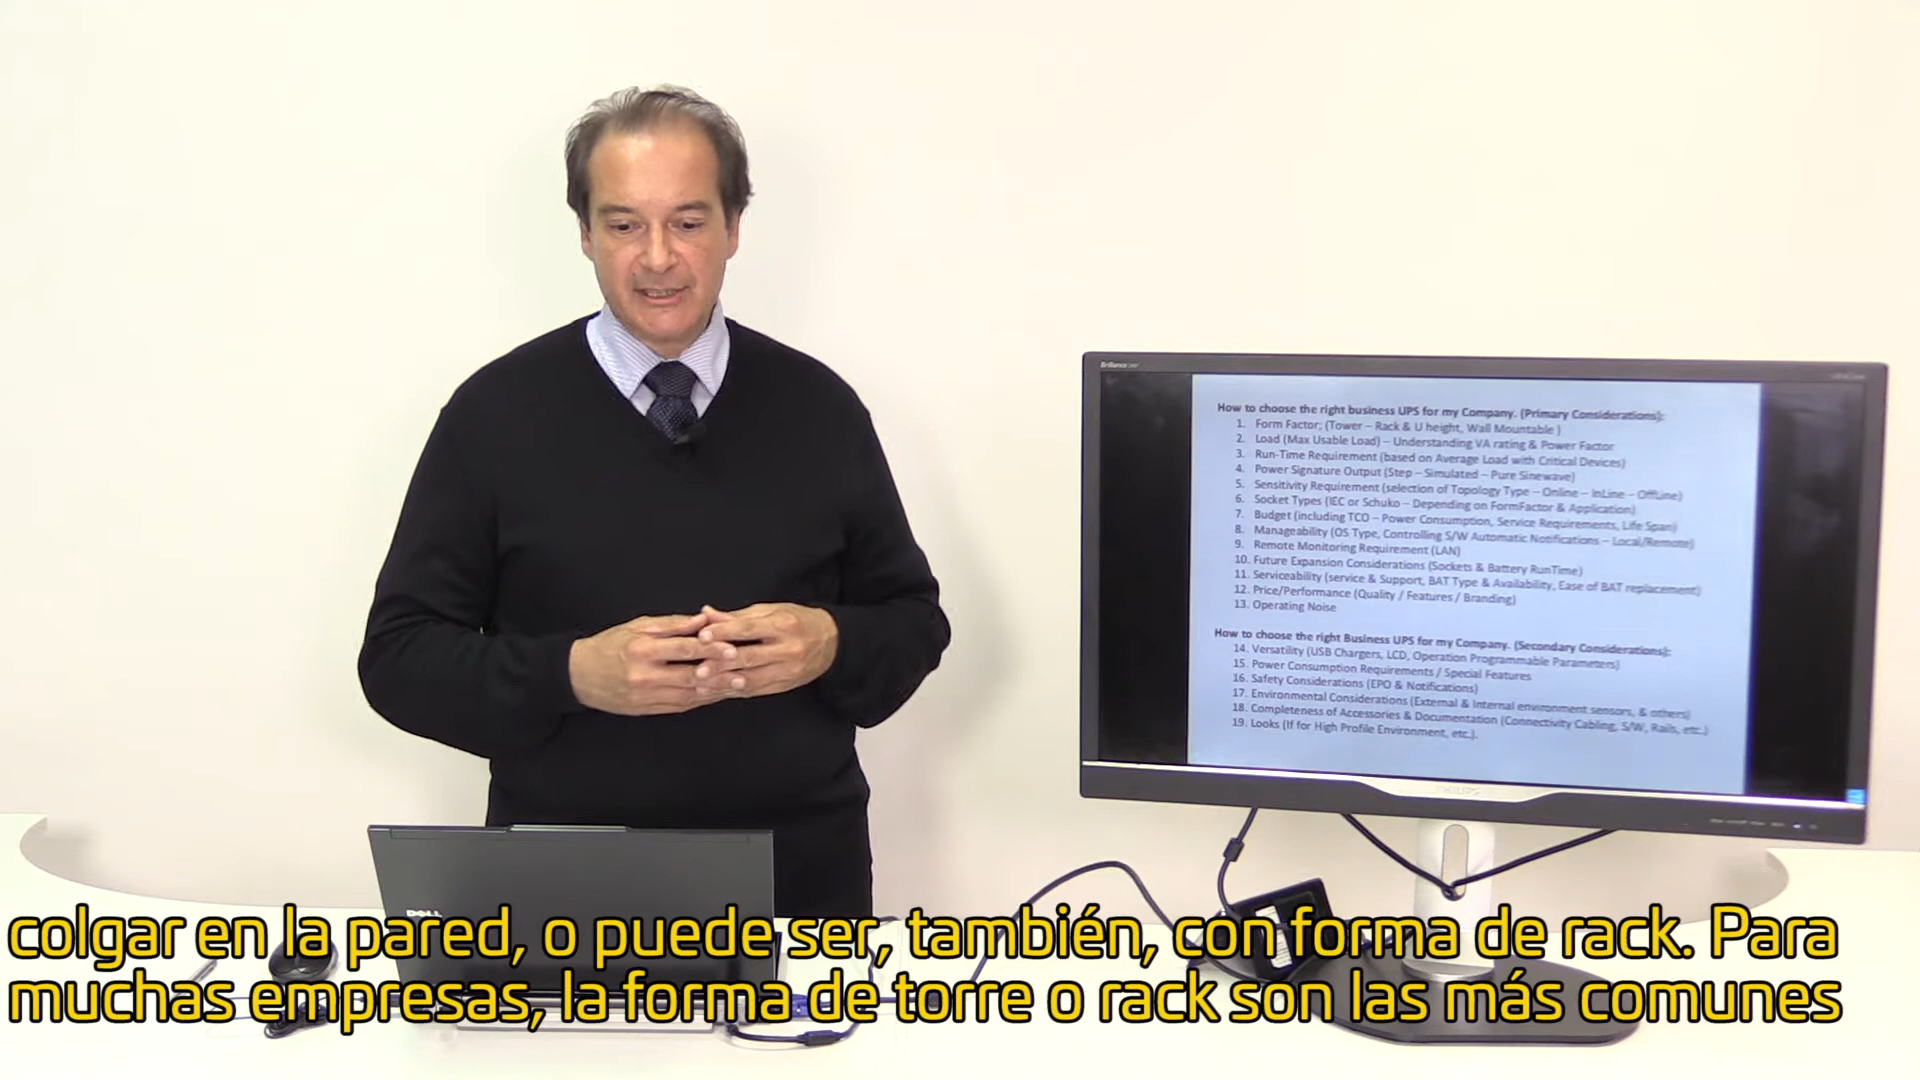 Brilliance
How to choose the right business UPS for my Company. (Primary Considerations):
1. Form Factor; (Tower – Rack & U height, Wall Mountable )
2. Load (Max Usable Load) – Understanding VA rating & Power Factor
3. Run-Time Requirement (based on Average Load with Critical Devices)
4. Power Signature Output (Step – Simulated – Pure Sinewave)
5. Sensitivity Requirement (selection of Topology Type – Online – InLine – OffLine)
6. Socket Types (IEC or Schuko – Depending on FormFactor & Application)
7. Budget (including TCO – Power Consumption, Service Requirements, Life Span)
8. Manageability (OS Type, Controlling S/W Automatic Notifications – Local/Remote)
9. Remote Monitoring Requirement (LAN)
10. Future Expansion Considerations (Sockets & Battery RunTime)
11. Serviceability (service & Support, BAT Type & Availability, Ease of BAT replacement)
12. Price/Performance (Quality / Features / Branding)
13. Operating Noise
How to choose the right Business UPS for my Company. (Secondary Considerations):
14. Versatility (USB Chargers, LCD, Operation Programmable Parameters)
15. Power Consumption Requirements / Special Features
16. Safety Considerations (EPO & Notifications)
17. Environmental Considerations (External & Internal environment sensors, & others)
18. Completeness of Accessories & Documentation (Connectivity Cabling, S/W, Rails, etc.)
19. Looks (If for High Profile Environment, etc.).
PHILIPS
DELL
colgar en la pared, o puede ser, también, con forma de rack. Para
muchas empresas, la forma de torre o rack son las más comunes